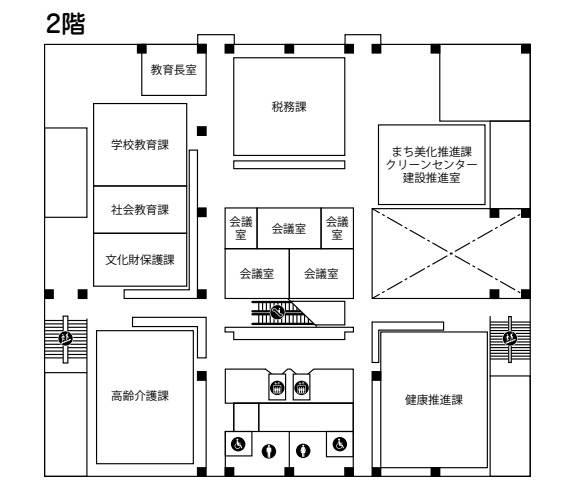 2階
教育長室
税務課
学校教育課
まち美化推進課
クリーンセンター
建設推進室
社会教育課
会議
室
会議室
会議
室
文化財保護課
会議室
会議室
高齢介護課
健康推進課